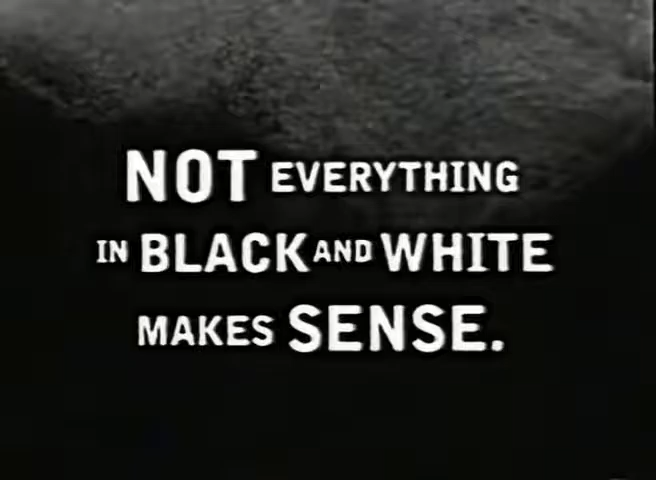 NOT EVERYTHING
IN BLACK AND WHITE
MAKES SENSE.